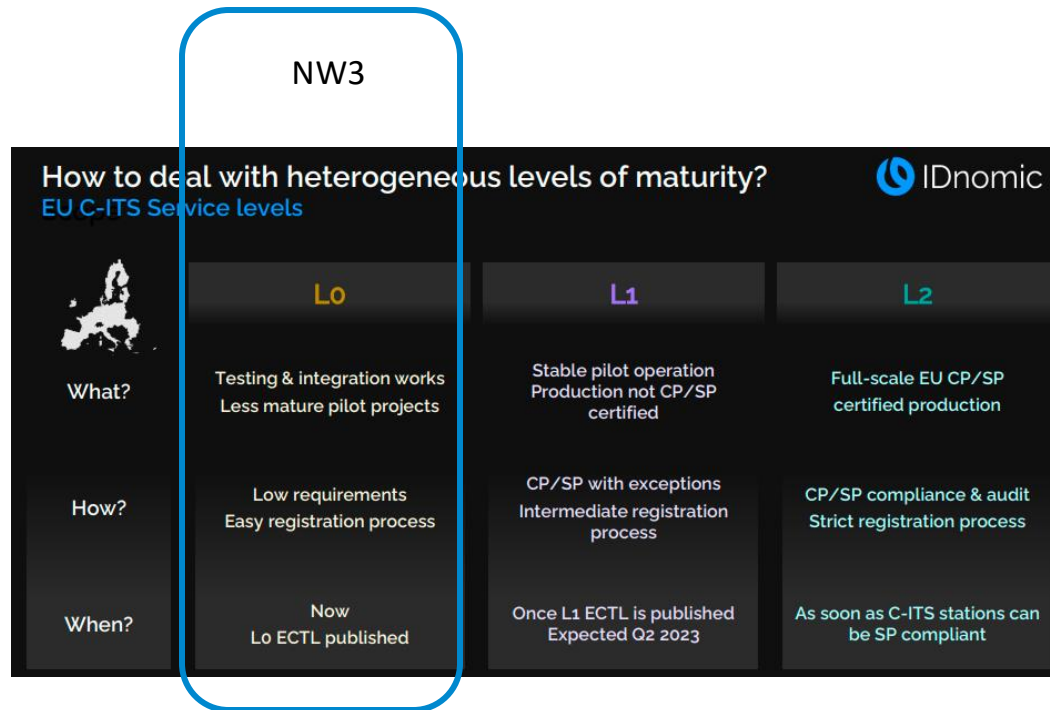 NW3
How to deal with heterogeneous levels of maturity?
IDnomic
EU C-ITS Service levels
L0
L1
L2
What?
Testing & integration works
Less mature pilot projects
Stable pilot operation
Production not CP/SP
certified
Full-scale EU CP/SP
certified production
How?
Low requirements
Easy registration process
CP/SP with exceptions
Intermediate registration
process
CP/SP compliance & audit
Strict registration process
When?
Now
L0 ECTL published
Once L1 ECTL is published
Expected Q2 2023
As soon as C-ITS stations can
be SP compliant